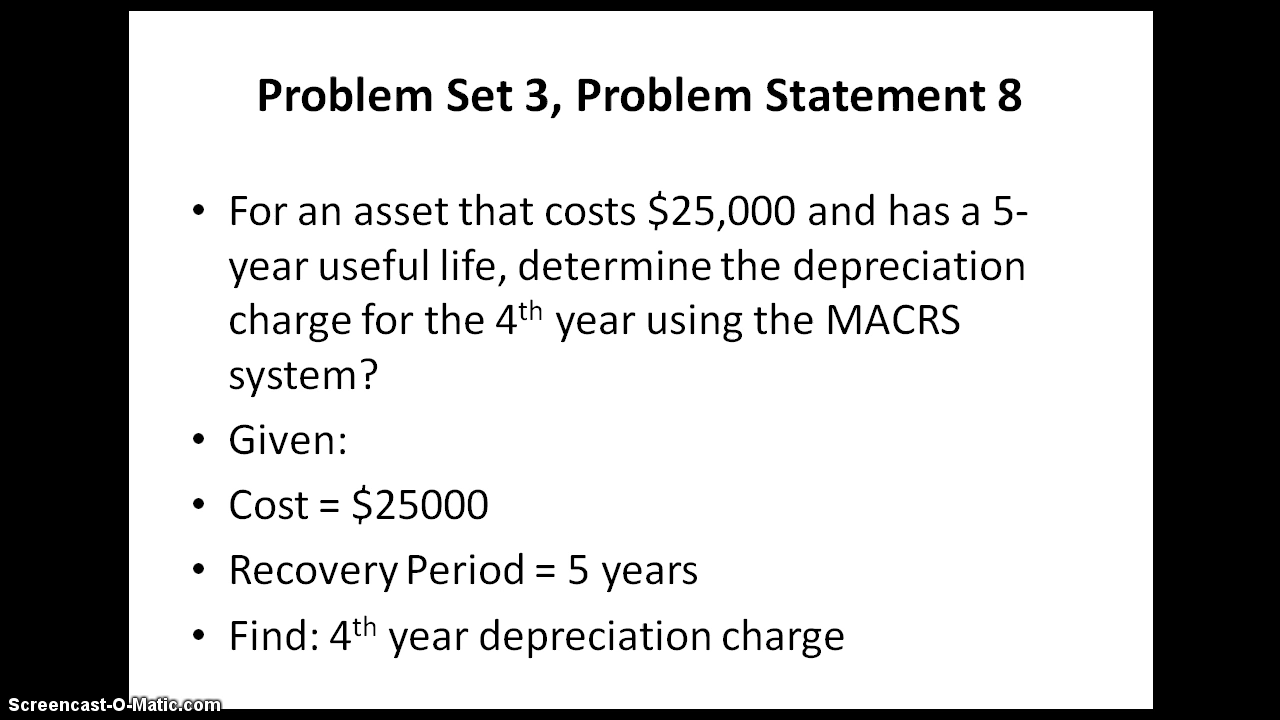 Problem Set 3, Problem Statement 8
• For an asset that costs $25,000 and has a 5-
year useful life, determine the depreciation
charge for the 4th year using the MACRS
system?
• Given:
• Cost = $25000
• Recovery Period = 5 years
• Find: 4th year depreciation charge
Screencast-O-Matic.com